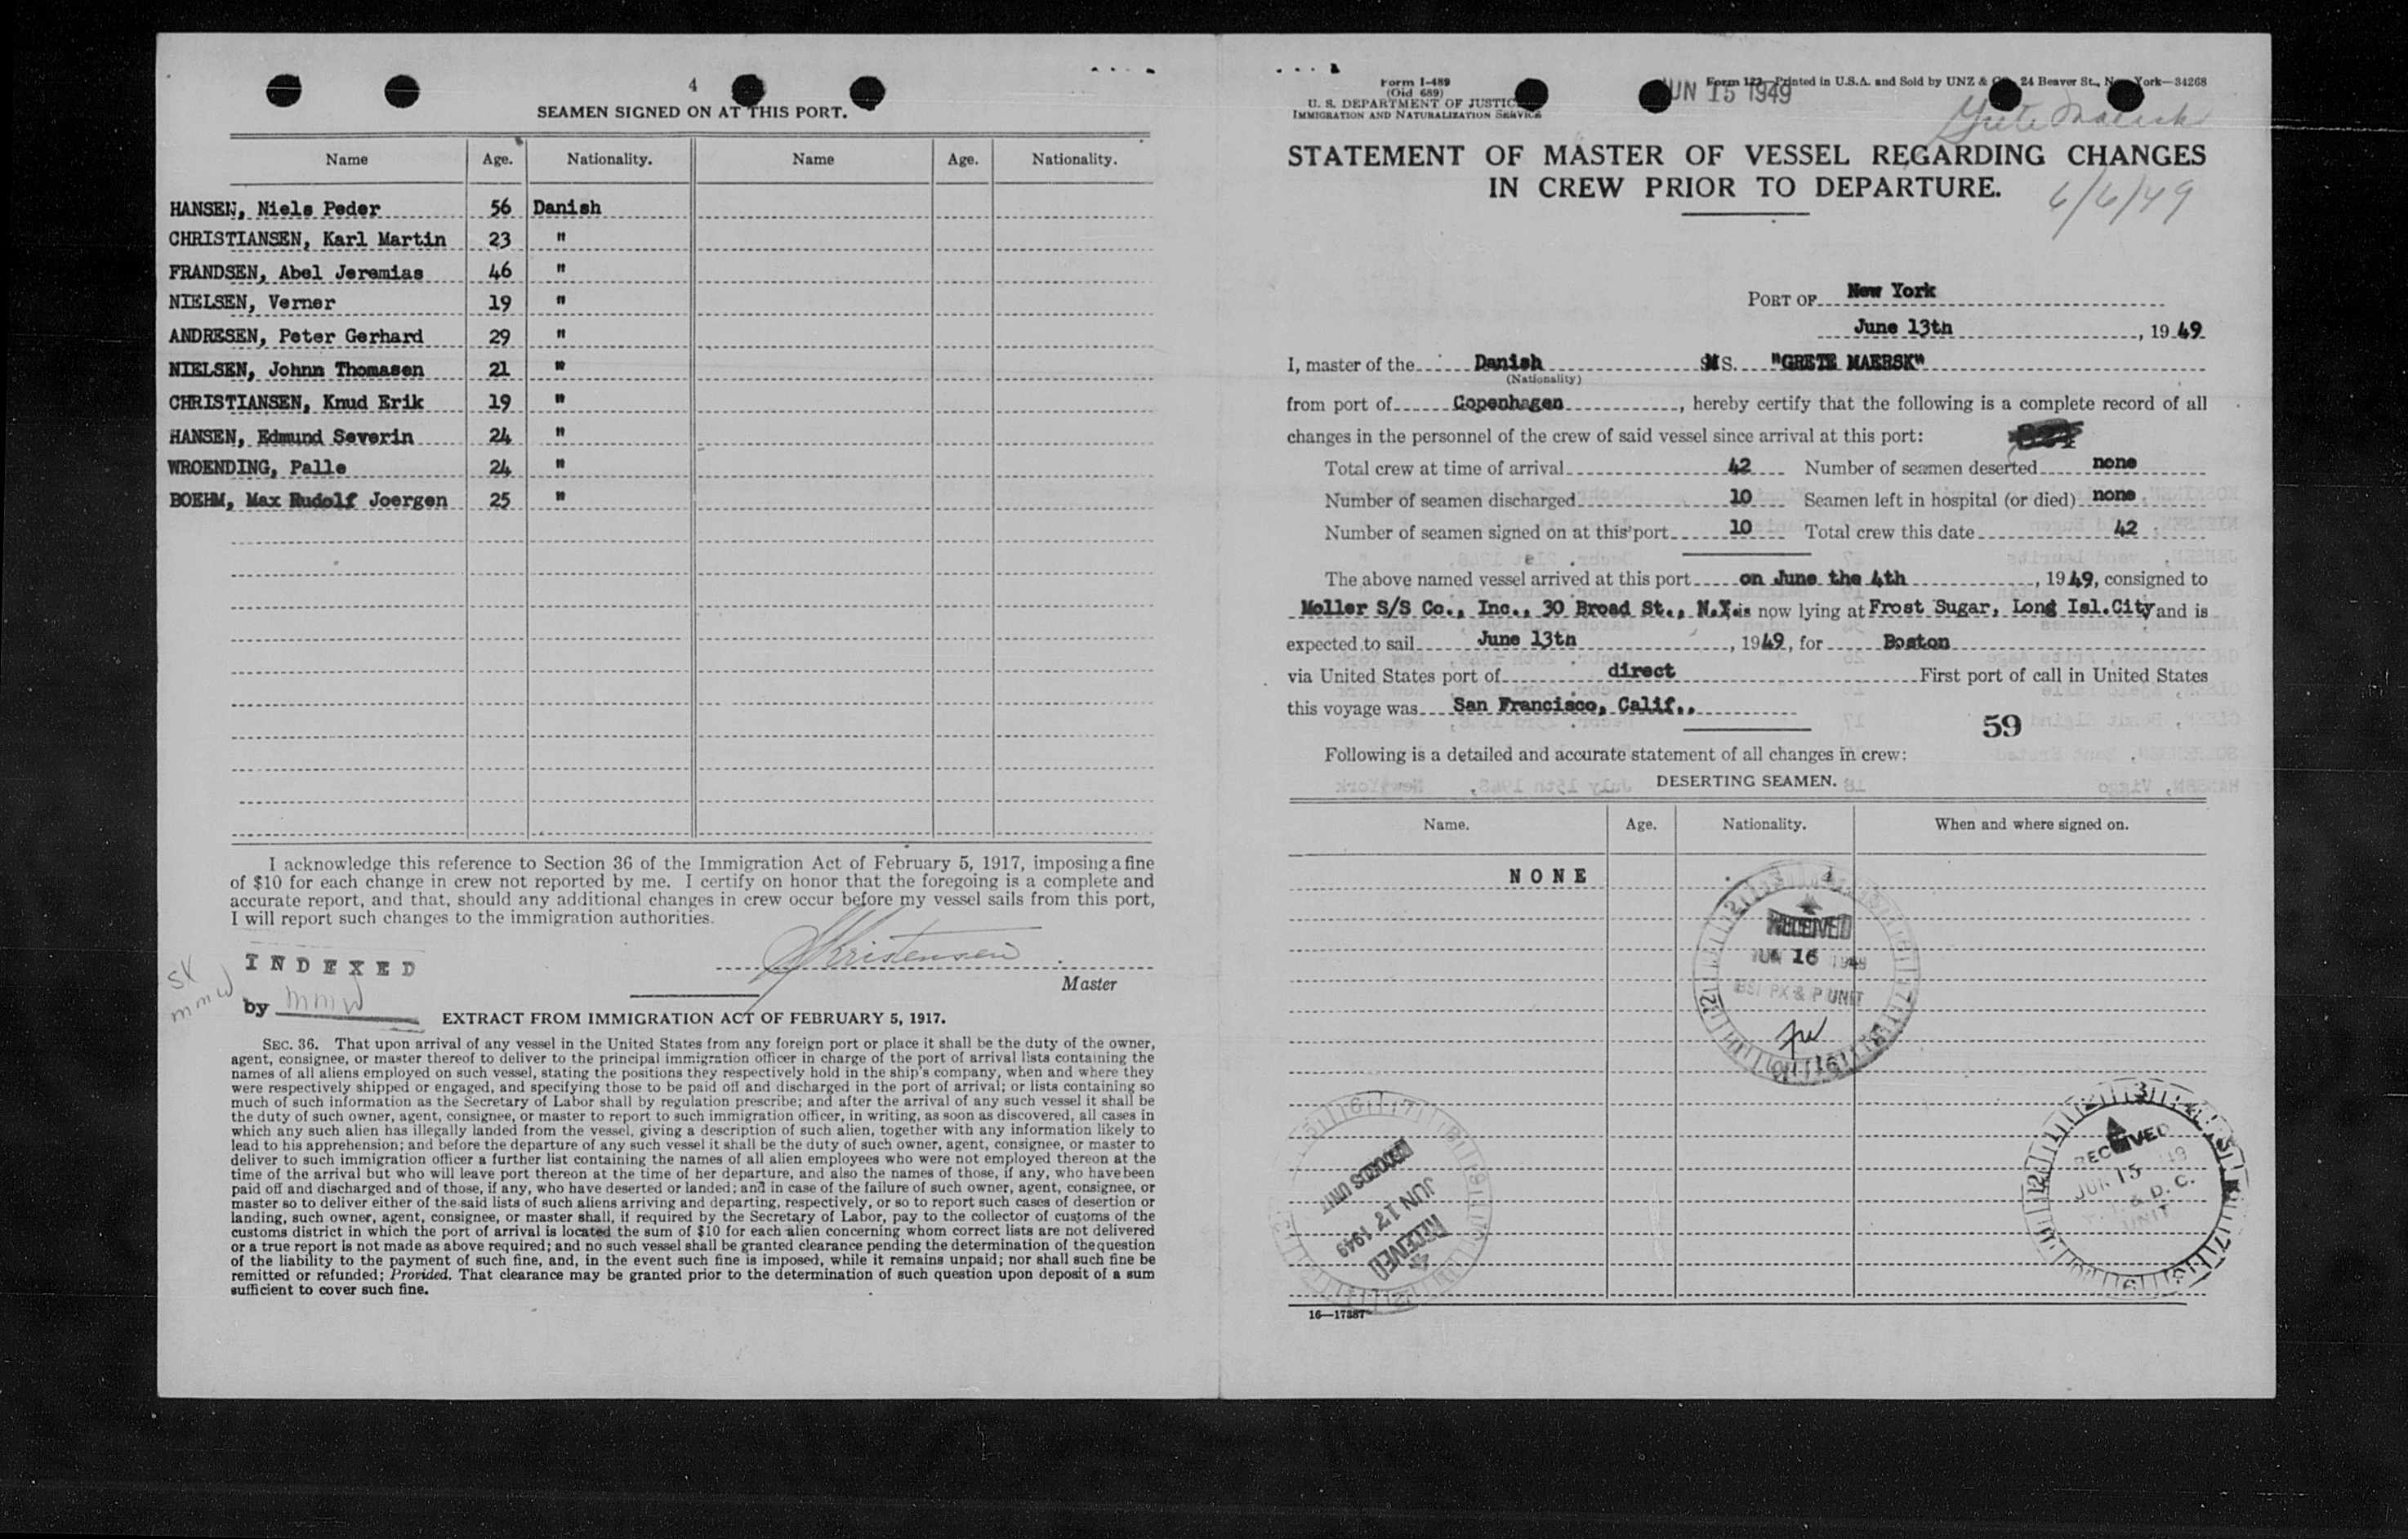 4
SEAMEN SIGNED ON AT THIS PORT.
Name Age. Nationality. Name Age. Nationality.
HANSEN, Niels Peder 56 Danish
CHRISTIANSEN, Karl Martin 23 "
FRANDSEN, Abel Jeremias 46 "
NIELSEN, Verner 19 "
ANDRESEN, Peter Gerhard 29 "
NIELSEN, Johnn Thomasen 21 "
CHRISTIANSEN, Knud Erik 19 "
HANSEN, Edmund Severin 24 "
WROENDING, Palle 24 "
BOEHM, Max Rudolf Joergen 25 "
I acknowledge this reference to Section 36 of the Immigration Act of February 5, 1917, imposing a fine
of $10 for each change in crew not reported by me. I certify on honor that the foregoing is a complete and
accurate report, and that, should any additional changes in crew occur before my vessel sails from this port,
I will report such changes to the immigration authorities.
Kristensen
Master
INDEXED
by mmw
SK
mmw
EXTRACT FROM IMMIGRATION ACT OF FEBRUARY 5, 1917.
SEC. 36. That upon arrival of any vessel in the United States from any foreign port or place it shall be the duty of the owner,
agent, consignee, or master thereof to deliver to the principal immigration officer in charge of the port of arrival lists containing the
names of all aliens employed on such vessel, stating the positions they respectively hold in the ship's company, when and where they
were respectively shipped or engaged, and specifying those to be paid off and discharged in the port of arrival; or lists containing so
much of such information as the Secretary of Labor shall by regulation prescribe; and after the arrival of any such vessel it shall be
the duty of such owner, agent, consignee, or master to report to such immigration officer, in writing, as soon as discovered, all cases in
which any such alien has illegally landed from the vessel, giving a description of such alien, together with any information likely to
lead to his apprehension; and before the departure of any such vessel it shall be the duty of such owner, agent, consignee, or master to
deliver to such immigration officer a further list containing the names of all alien employees who were not employed thereon at the
time of the arrival but who will leave port thereon at the time of her departure, and also the names of those, if any, who have been
paid off and discharged and of those, if any, who have deserted or landed; and in case of the failure of such owner, agent, consignee, or
master so to deliver either of the said lists of such aliens arriving and departing, respectively, or so to report such cases of desertion or
landing, such owner, agent, consignee, or master shall, if required by the Secretary of Labor, pay to the collector of customs of the
customs district in which the port of arrival is located the sum of $10 for each alien concerning whom correct lists are not delivered
or a true report is not made as above required; and no such vessel shall be granted clearance pending the determination of the question
of the liability to the payment of such fine, and, in the event such fine is imposed, while it remains unpaid; nor shall such fine be
remitted or refunded; Provided, That clearance may be granted prior to the determination of such question upon deposit of a sum
sufficient to cover such fine.
Form I-489
(Old 689)
U. S. DEPARTMENT OF JUSTICE
IMMIGRATION AND NATURALIZATION SERVICE
JUN 15 1949
Form 122—Printed in U.S.A. and Sold by UNZ & CO., 24 Beaver St., New York—34268
Grete Maersk
STATEMENT OF MASTER OF VESSEL REGARDING CHANGES
IN CREW PRIOR TO DEPARTURE.
6/6/49
PORT OF New York
June 13th, 1949
I, master of the Danish MS. "GRETE MAERSK"
(Nationality)
from port of Copenhagen, hereby certify that the following is a complete record of all
changes in the personnel of the crew of said vessel since arrival at this port:
Total crew at time of arrival 42 Number of seamen deserted none
Number of seamen discharged 10 Seamen left in hospital (or died) none
Number of seamen signed on at this port 10 Total crew this date 42
The above named vessel arrived at this port on June the 4th, 1949, consigned to
Moller S/S Co., Inc., 30 Broad St., N.Y. is now lying at Frost Sugar, Long Isl.City and is
expected to sail June 13th, 1949, for Boston
via United States port of direct First port of call in United States
this voyage was San Francisco, Calif.,
59
Following is a detailed and accurate statement of all changes in crew:
DESERTING SEAMEN.
Name. Age. Nationality. When and where signed on.
NONE
RECEIVED
JUN 16 1949
BSI PX & P UNIT
RECORDS UNIT
JUN 17 1949
RECEIVED
RECEIVED
JUN 15 49
& D. C.
UNIT
16—17887